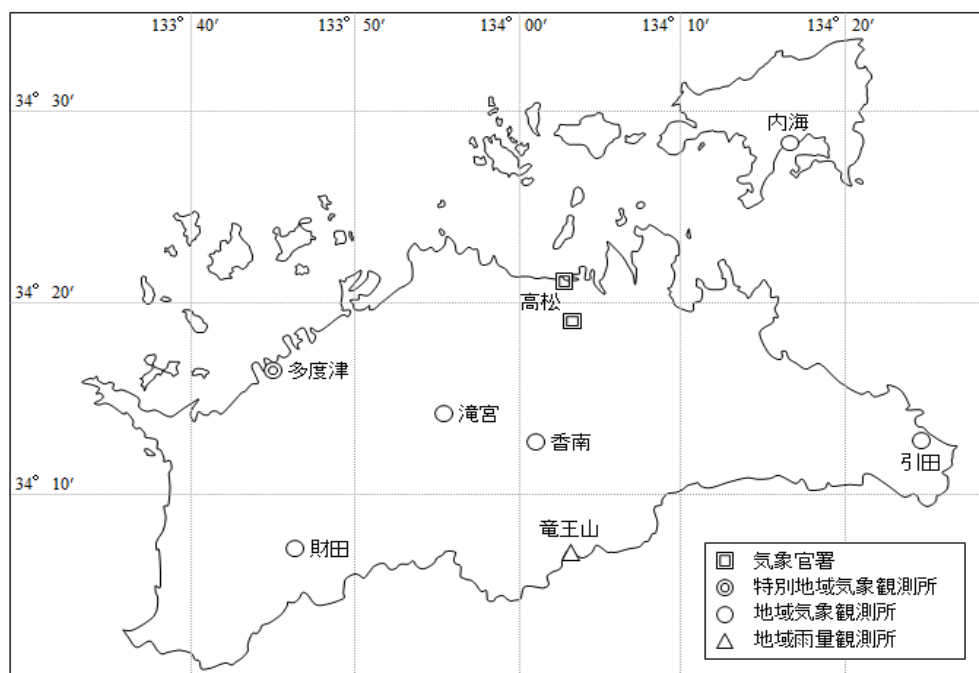 133° 40′ 133° 50′ 134° 00′ 134° 10′ 134° 20′
34° 30′
内海
34° 20′
高松
多度津
滝宮
香南
引田
34° 10′
竜王山
財田
気象官署
特別地域気象観測所
地域気象観測所
地域雨量観測所